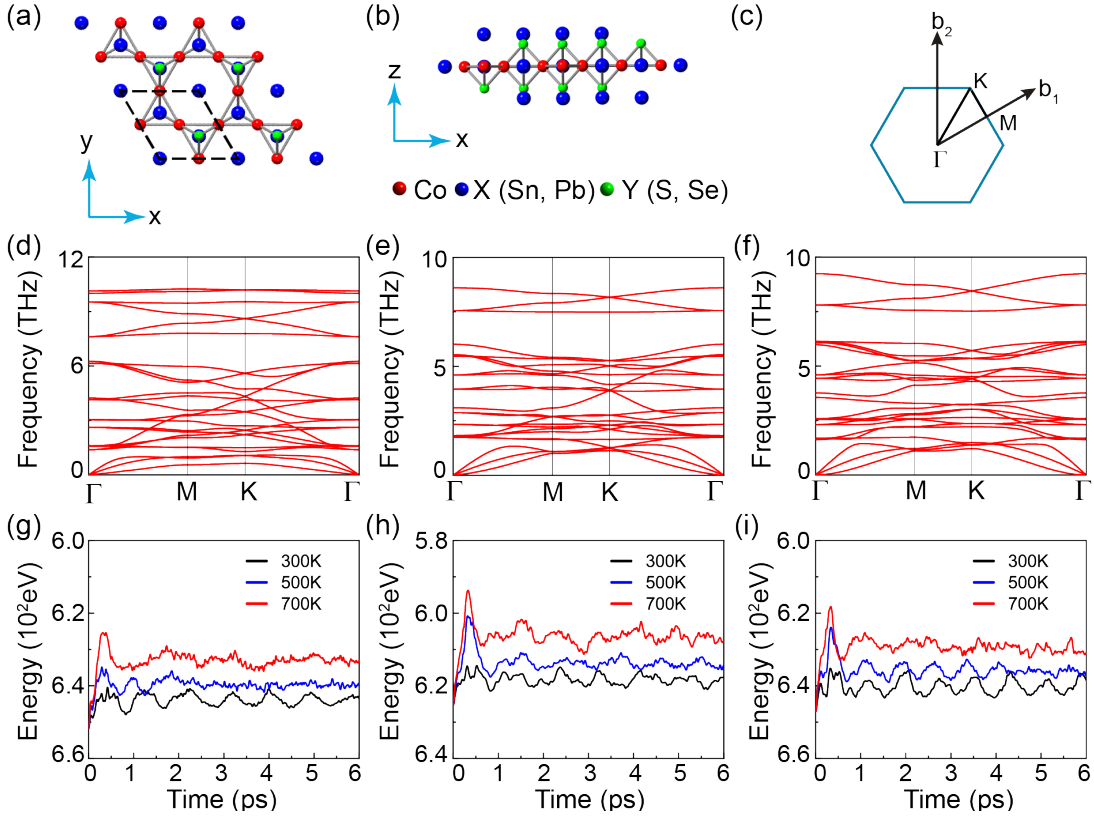 (a)
y
x
(b)
z
x
Co X (Sn, Pb) Y (S, Se)
(c)
b2
K
b1
M
Γ
(d)
Frequency (THz)
12
6
0
Γ M K Γ
(e)
Frequency (THz)
10
5
0
Γ M K Γ
(f)
Frequency (THz)
10
5
0
Γ M K Γ
(g)
Energy (10²eV)
6.0
6.2
6.4
6.6
300K
500K
700K
0 1 2 3 4 5 6
Time (ps)
(h)
Energy (10²eV)
5.8
6.0
6.2
6.4
300K
500K
700K
0 1 2 3 4 5 6
Time (ps)
(i)
Energy (10²eV)
6.0
6.2
6.4
6.6
300K
500K
700K
0 1 2 3 4 5 6
Time (ps)